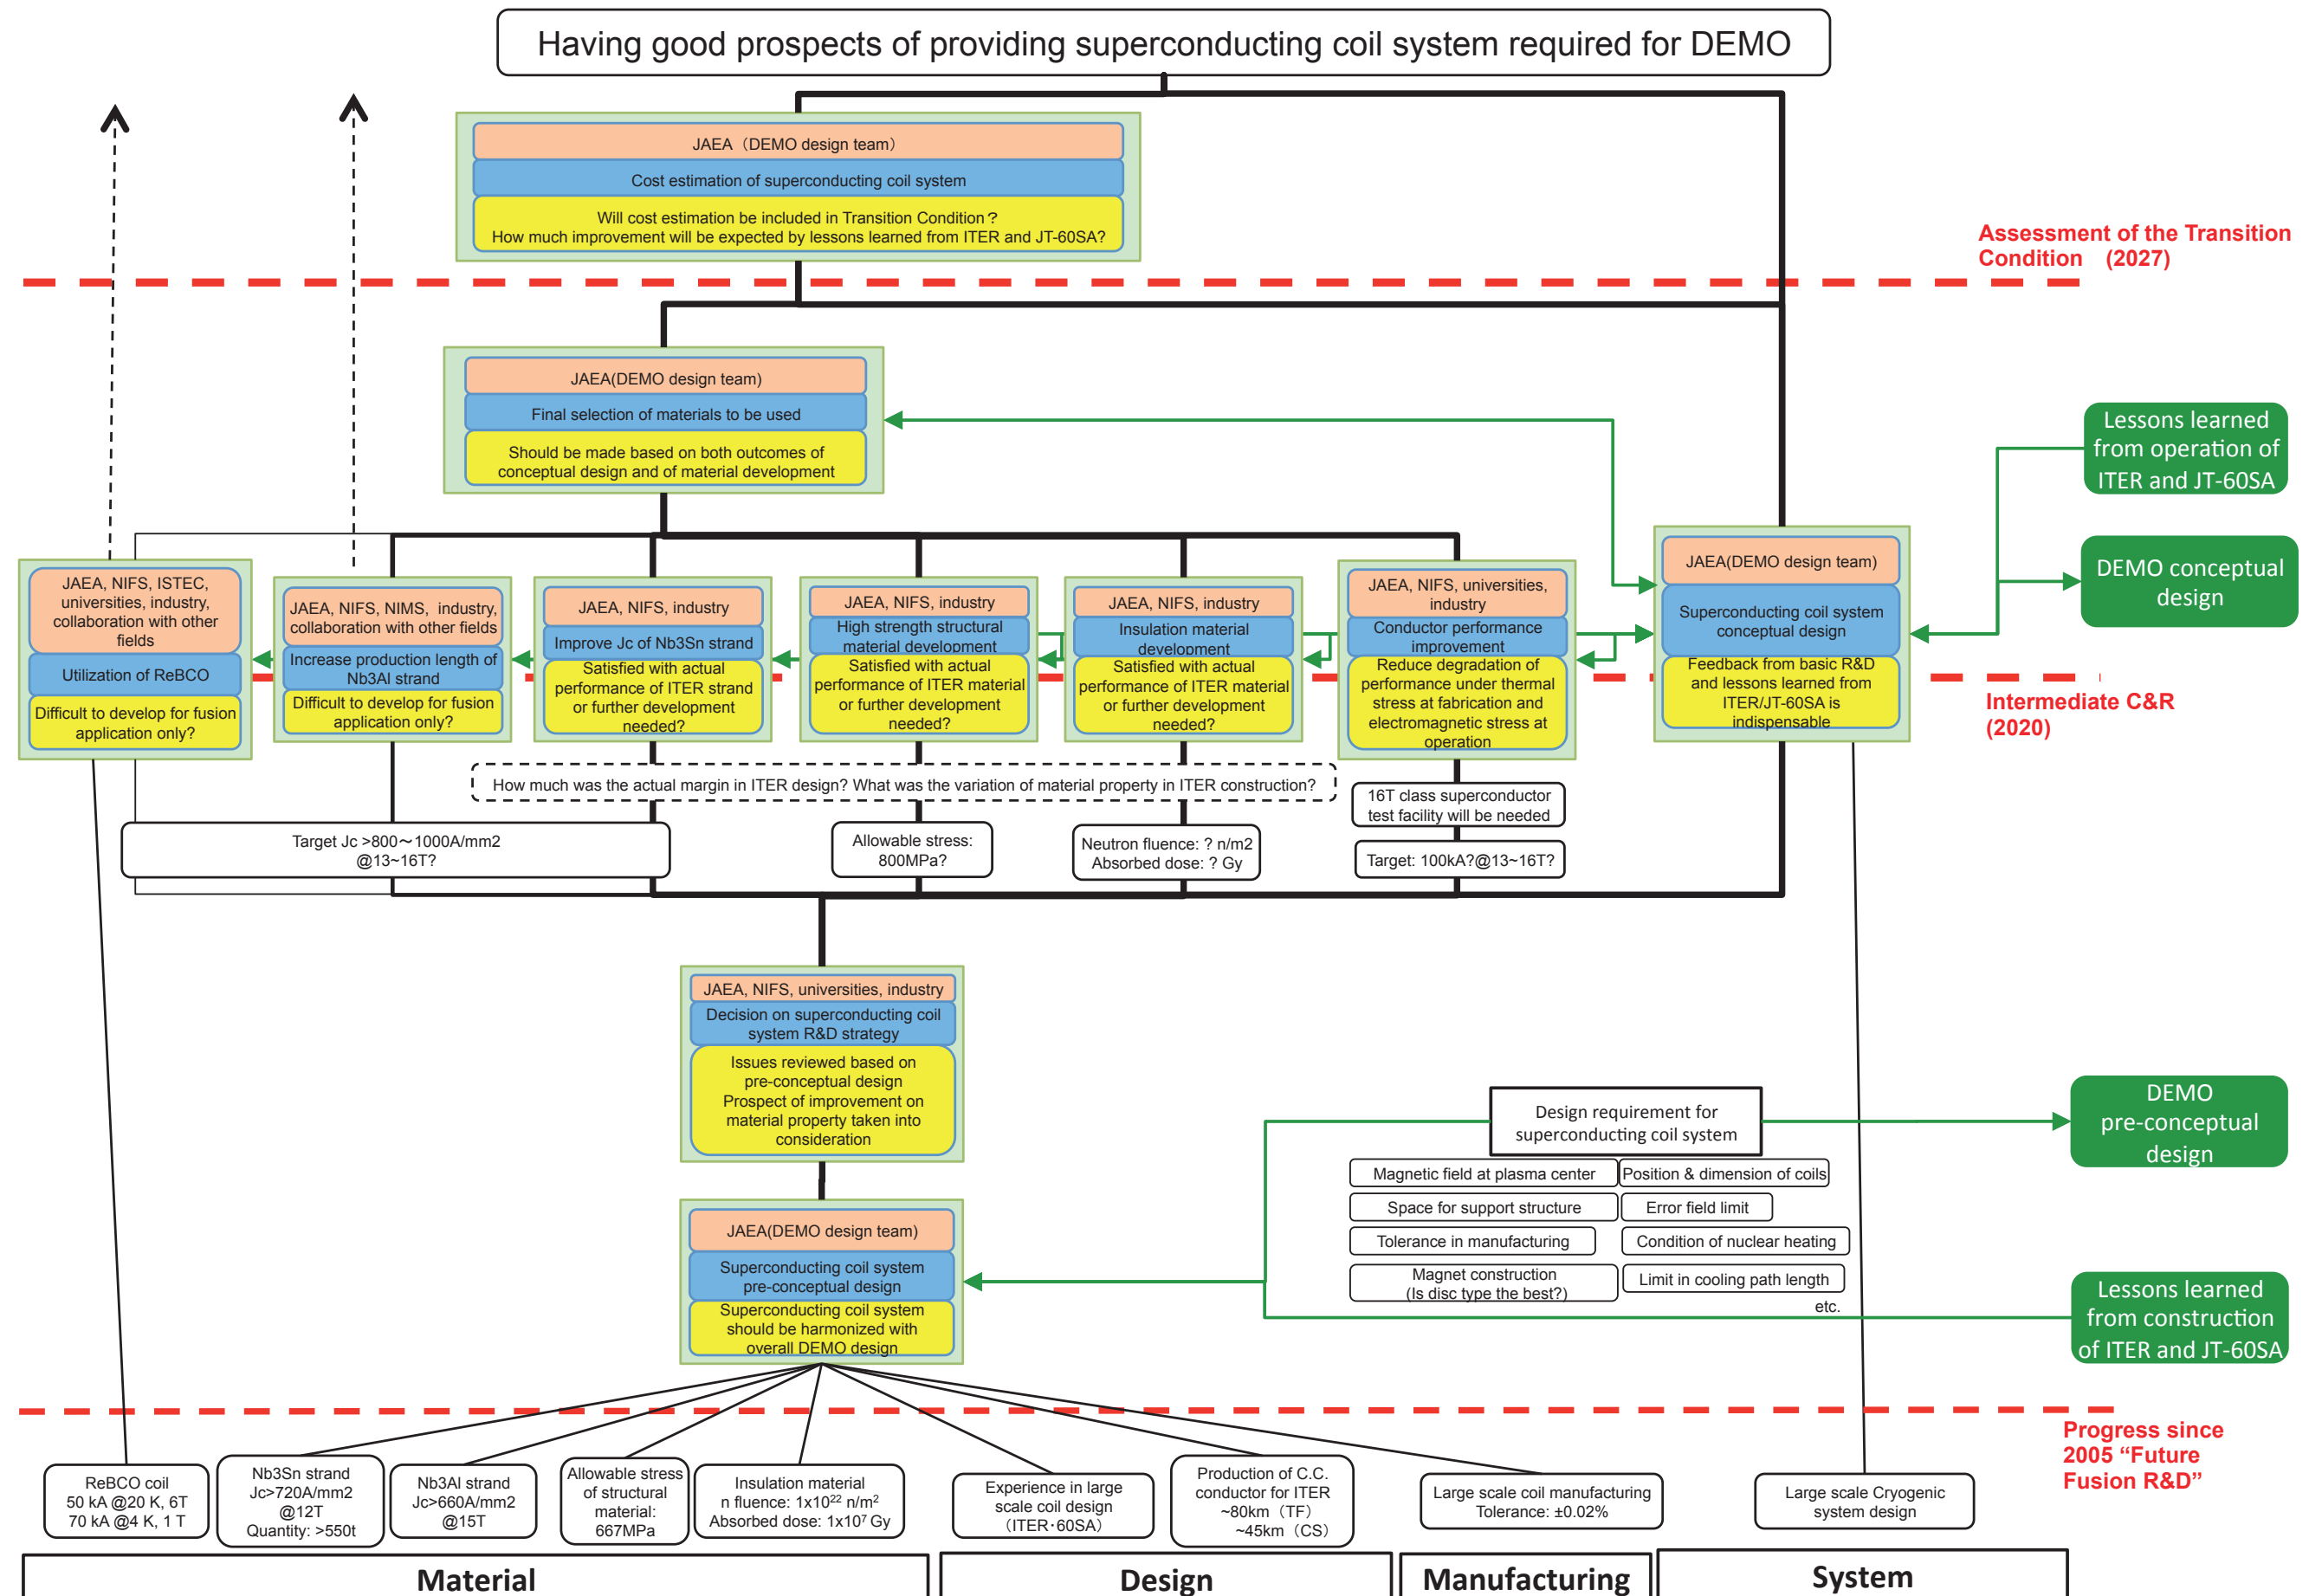 Having good prospects of providing superconducting coil system required for DEMO
JAEA（DEMO design team）
Cost estimation of superconducting coil system
Will cost estimation be included in Transition Condition？
How much improvement will be expected by lessons learned from ITER and JT-60SA?
Assessment of the Transition
Condition (2027)
JAEA(DEMO design team)
Final selection of materials to be used
Should be made based on both outcomes of
conceptual design and of material development
Lessons learned
from operation of
ITER and JT-60SA
DEMO conceptual
design
JAEA, NIFS, ISTEC,
universities, industry,
collaboration with other
fields
Utilization of ReBCO
Difficult to develop for fusion
application only?
JAEA, NIFS, NIMS, industry,
collaboration with other fields
Increase production length of
Nb3Al strand
Difficult to develop for fusion
application only?
JAEA, NIFS, industry
Improve Jc of Nb3Sn strand
Satisfied with actual
performance of ITER strand
or further development
needed?
JAEA, NIFS, industry
High strength structural
material development
Satisfied with actual
performance of ITER material
or further development
needed?
JAEA, NIFS, industry
Insulation material
development
Satisfied with actual
performance of ITER material
or further development
needed?
JAEA, NIFS, universities,
industry
Conductor performance
improvement
Reduce degradation of
performance under thermal
stress at fabrication and
electromagnetic stress at
operation
JAEA(DEMO design team)
Superconducting coil system
conceptual design
Feedback from basic R&D
and lessons learned from
ITER/JT-60SA is
indispensable
Intermediate C&R
(2020)
How much was the actual margin in ITER design? What was the variation of material property in ITER construction?
16T class superconductor
test facility will be needed
Target Jc >800～1000A/mm2
@13~16T?
Allowable stress:
800MPa?
Neutron fluence: ? n/m2
Absorbed dose: ? Gy
Target: 100kA?@13~16T?
JAEA, NIFS, universities, industry
Decision on superconducting coil
system R&D strategy
Issues reviewed based on
pre-conceptual design
Prospect of improvement on
material property taken into
consideration
Design requirement for
superconducting coil system
DEMO
pre-conceptual
design
Magnetic field at plasma center
Position & dimension of coils
Space for support structure
Error field limit
Tolerance in manufacturing
Condition of nuclear heating
Magnet construction
(Is disc type the best?)
Limit in cooling path length
etc.
JAEA(DEMO design team)
Superconducting coil system
pre-conceptual design
Superconducting coil system
should be harmonized with
overall DEMO design
Lessons learned
from construction
of ITER and JT-60SA
Progress since
2005 “Future
Fusion R&D”
ReBCO coil
50 kA @20 K, 6T
70 kA @4 K, 1 T
Nb3Sn strand
Jc>720A/mm2
@12T
Quantity: >550t
Nb3Al strand
Jc>660A/mm2
@15T
Allowable stress
of structural
material:
667MPa
Insulation material
n fluence: 1x10²² n/m²
Absorbed dose: 1x10⁷ Gy
Experience in large
scale coil design
（ITER･60SA）
Production of C.C.
conductor for ITER
~80km（TF）
~45km（CS）
Large scale coil manufacturing
Tolerance: ±0.02%
Large scale Cryogenic
system design
Material
Design
Manufacturing
System